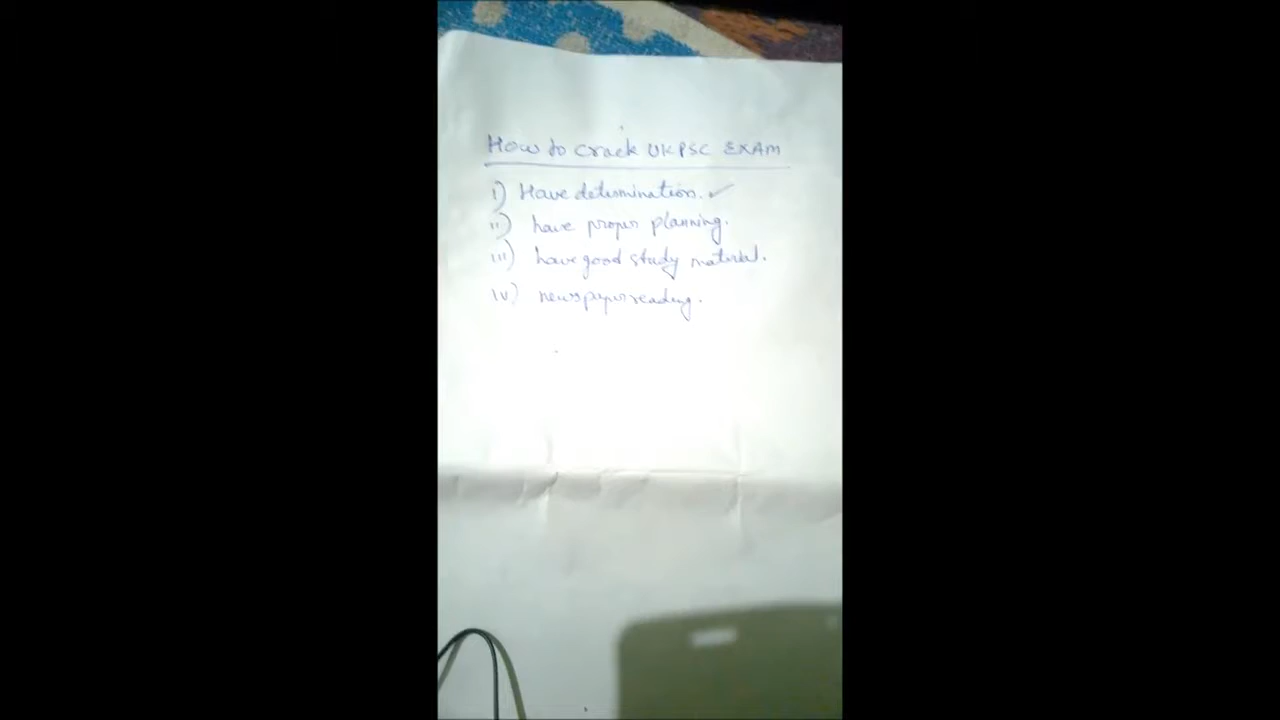 How to crack UKPSC EXAM
i) Have determination. ✓
ii) have proper planning.
iii) have good study material.
iv) newspaper reading.